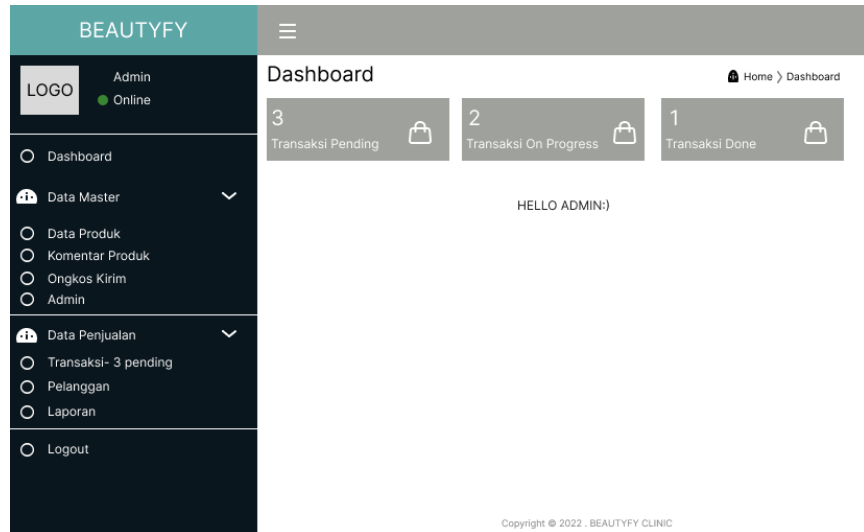 BEAUTYFY
LOGO
Admin
Online
Dashboard
Data Master
Data Produk
Komentar Produk
Ongkos Kirim
Admin
Data Penjualan
Transaksi- 3 pending
Pelanggan
Laporan
Logout
Dashboard
Home 〉 Dashboard
3
Transaksi Pending
2
Transaksi On Progress
1
Transaksi Done
HELLO ADMIN:)
Copyright © 2022 . BEAUTYFY CLINIC